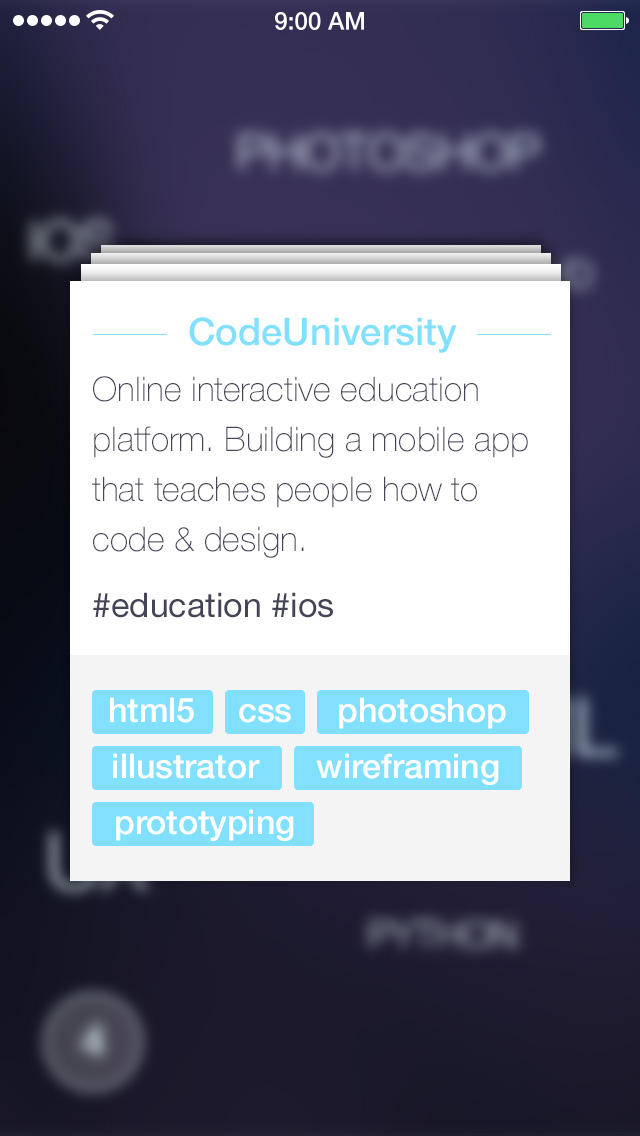 9:00 AM
PHOTOSHOP
IOS
CodeUniversity
Online interactive education
platform. Building a mobile app
that teaches people how to
code & design.
#education #ios
html5 css photoshop
illustrator wireframing
prototyping
PYTHON
4